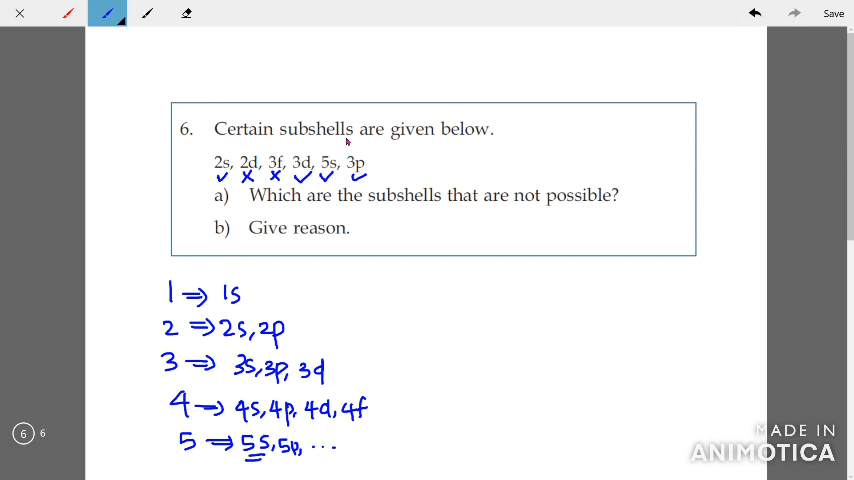 Save
6. Certain subshells are given below.
2s, 2d, 3f, 3d, 5s, 3p
a) Which are the subshells that are not possible?
b) Give reason.
1 ⇒ 1s
2 ⇒ 2s, 2p
3 ⇒ 3s, 3p, 3d
4 → 4s, 4p, 4d, 4f
5 ⇒ 5s, 5p, ...
6 6
MADE IN
ANIMOTICA